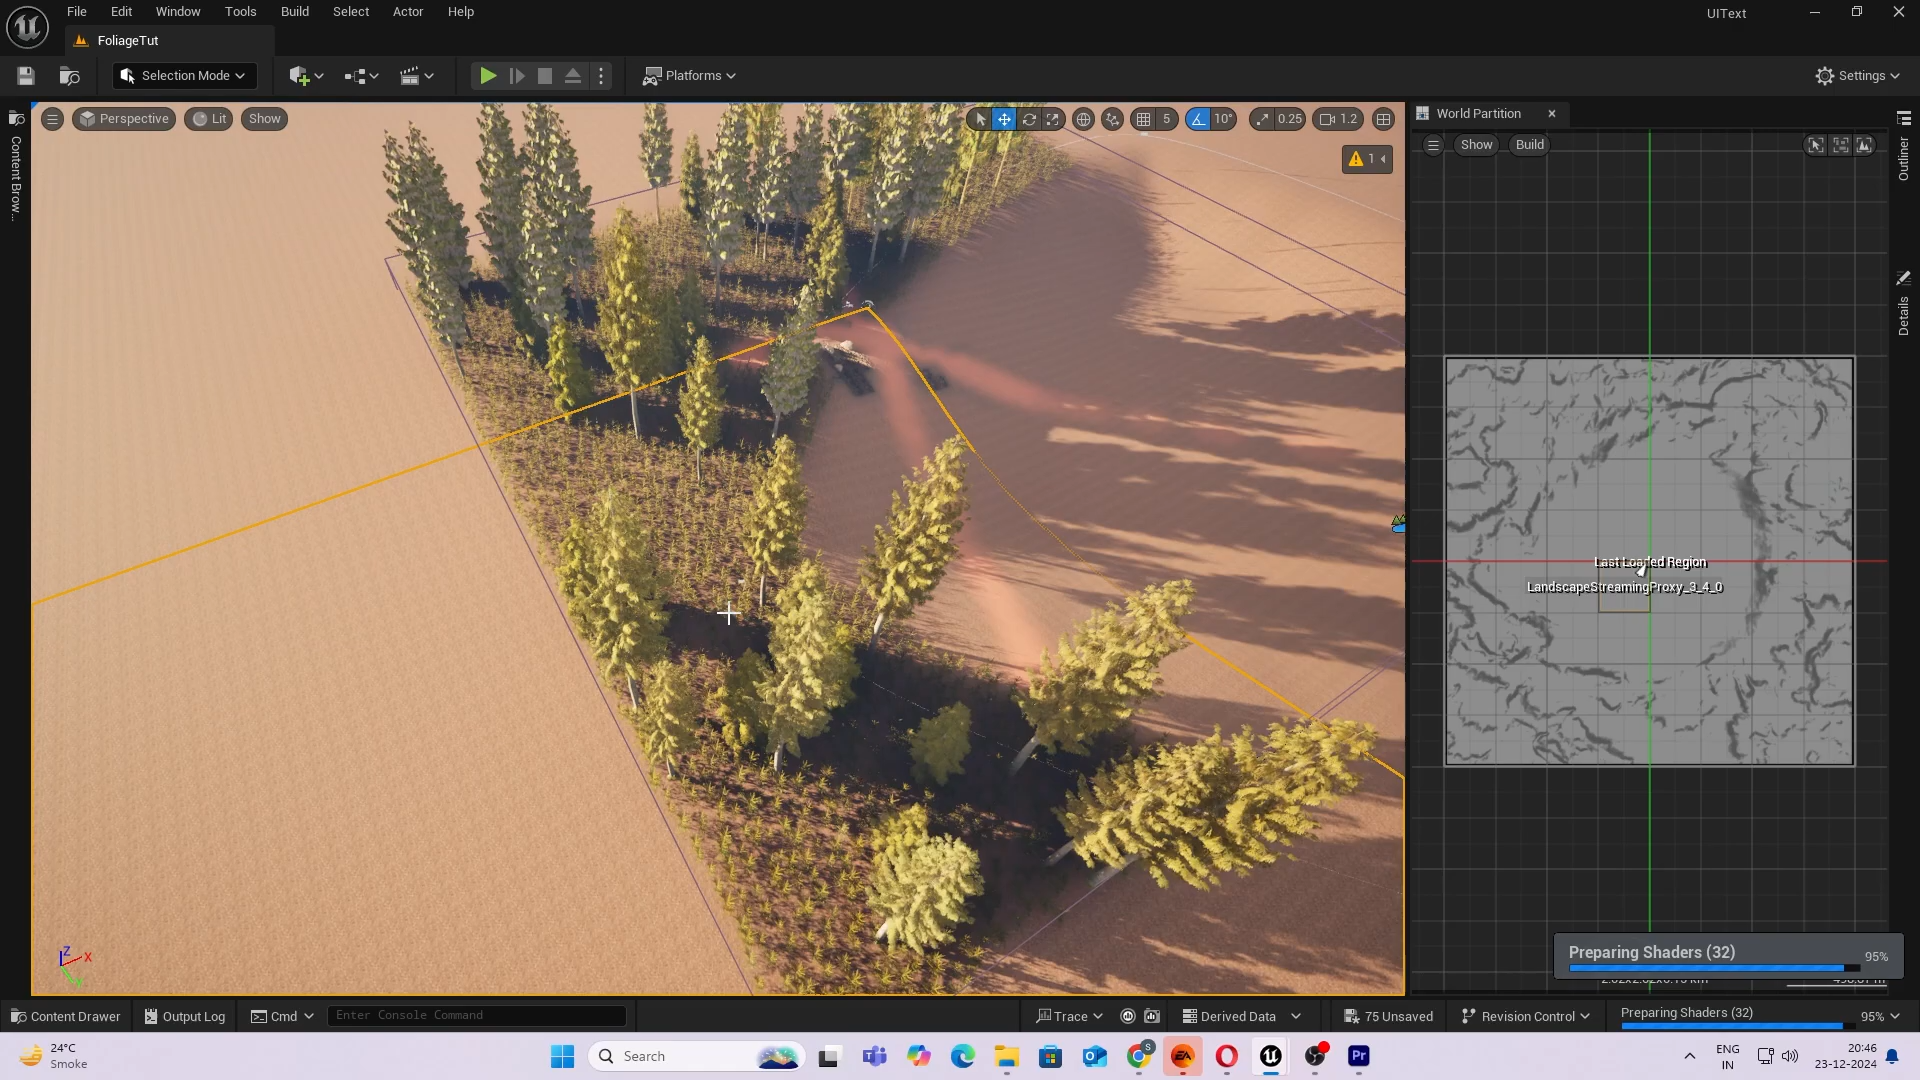 File Edit Window Tools Build Select Actor Help
UIText
FoliageTut
Selection Mode
Platforms
Settings
Perspective Lit Show
5 10° 0.25 1.2
1
World Partition
Show Build
Content Brow...
Outliner
Details
Last Loaded Region
LandscapeStreamingProxy_3_4_0
Z
X
Preparing Shaders (32) 95%
Content Drawer Output Log Cmd Enter Console Command Trace Derived Data 75 Unsaved Revision Control Preparing Shaders (32) 95%
24°C
Smoke
Search
S
EA
Pr
ENG
IN
20:46
23-12-2024